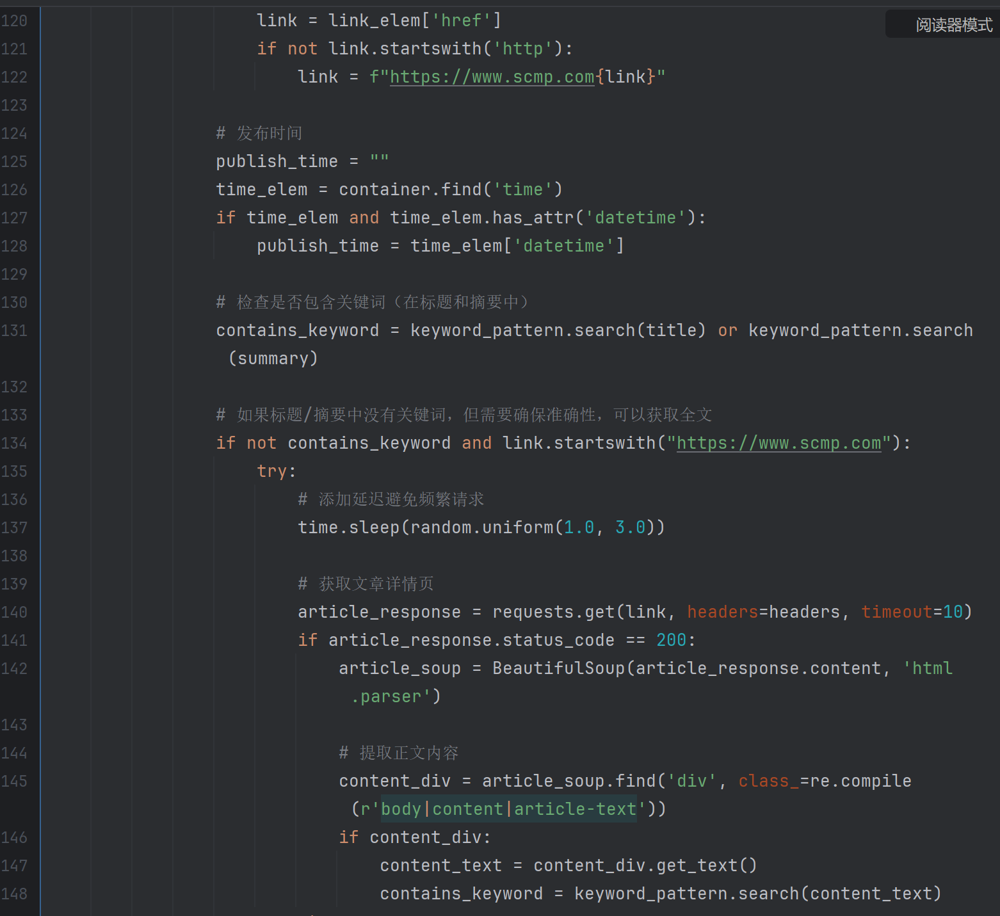 120 link = link_elem['href']
阅读器模式
121 if not link.startswith('http'):
122 link = f"https://www.scmp.com{link}"
123
124 # 发布时间
125 publish_time = ""
126 time_elem = container.find('time')
127 if time_elem and time_elem.has_attr('datetime'):
128 publish_time = time_elem['datetime']
129
130 # 检查是否包含关键词（在标题和摘要中）
131 contains_keyword = keyword_pattern.search(title) or keyword_pattern.search
(summary)
132
133 # 如果标题/摘要中没有关键词，但需要确保准确性，可以获取全文
134 if not contains_keyword and link.startswith("https://www.scmp.com"):
135 try:
136 # 添加延迟避免频繁请求
137 time.sleep(random.uniform(1.0, 3.0))
138
139 # 获取文章详情页
140 article_response = requests.get(link, headers=headers, timeout=10)
141 if article_response.status_code == 200:
142 article_soup = BeautifulSoup(article_response.content, 'html
.parser')
143
144 # 提取正文内容
145 content_div = article_soup.find('div', class_=re.compile
(r'body|content|article-text'))
146 if content_div:
147 content_text = content_div.get_text()
148 contains_keyword = keyword_pattern.search(content_text)